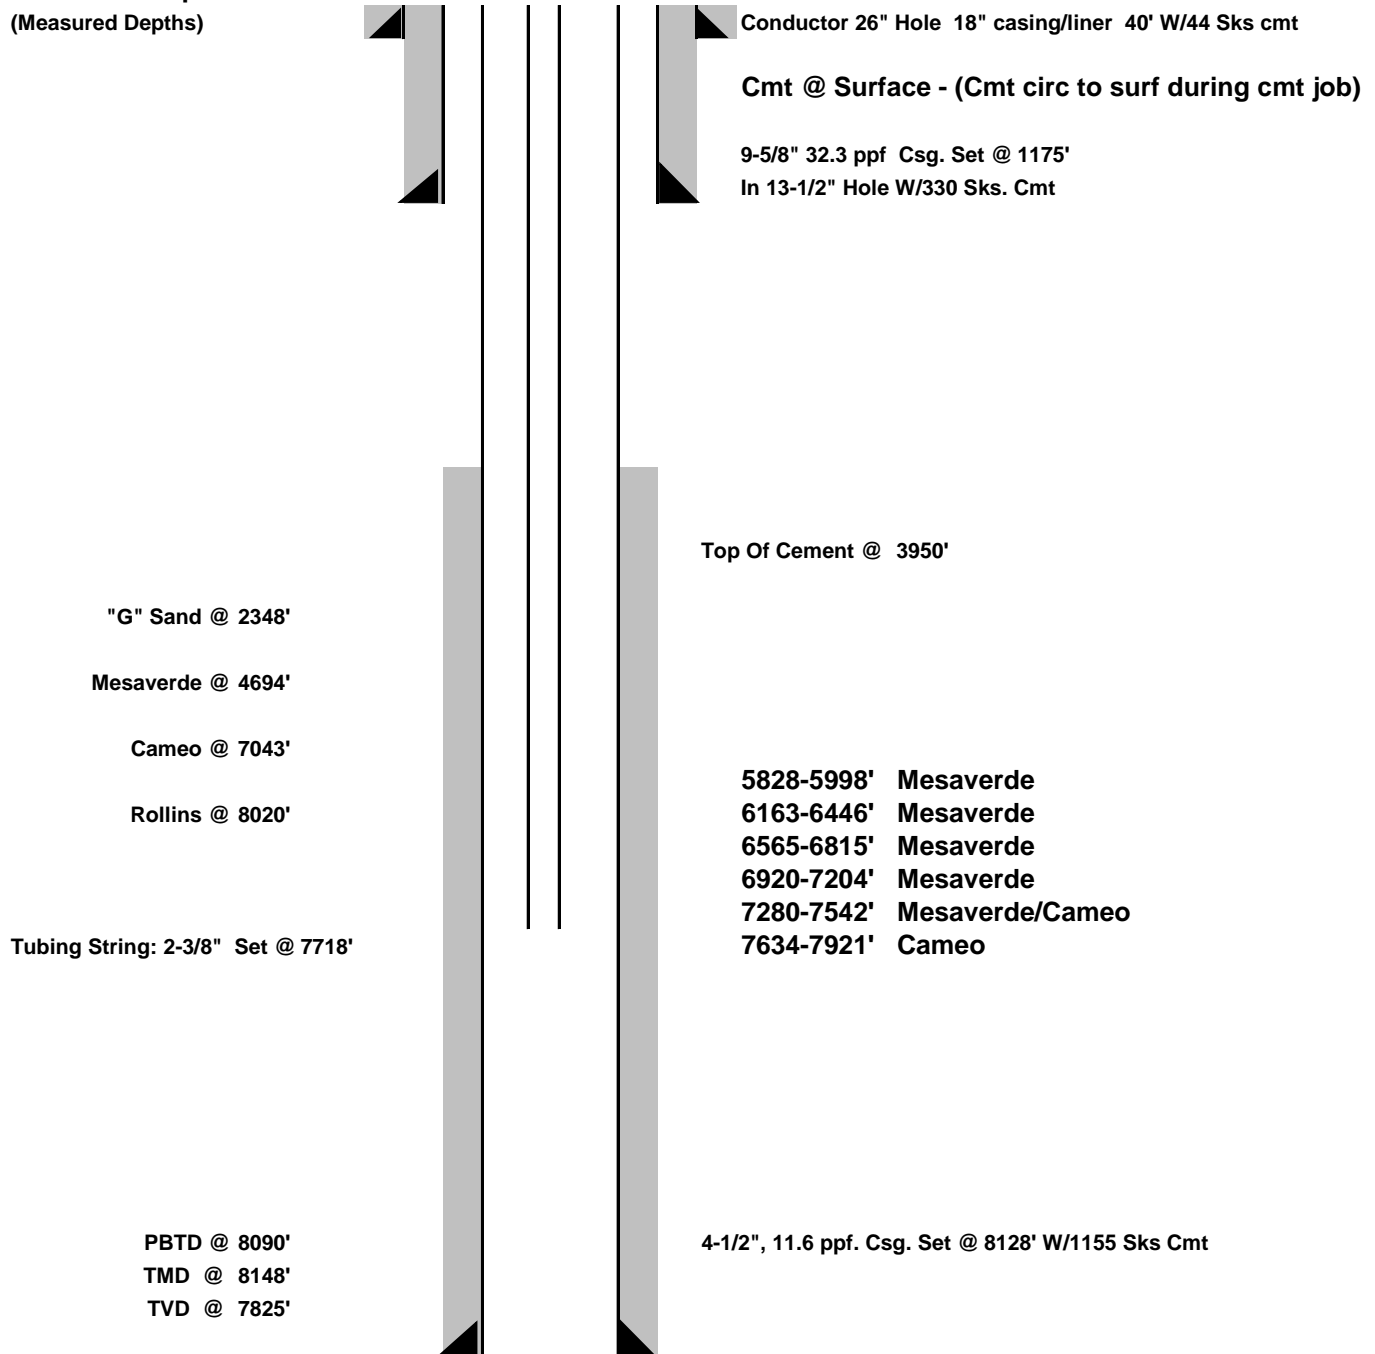 (Measured Depths)
Conductor 26" Hole 18" casing/liner 40' W/44 Sks cmt
Cmt @ Surface - (Cmt circ to surf during cmt job)
9-5/8" 32.3 ppf Csg. Set @ 1175'
In 13-1/2" Hole W/330 Sks. Cmt
Top Of Cement @ 3950'
"G" Sand @ 2348'
Mesaverde @ 4694'
Cameo @ 7043'
Rollins @ 8020'
5828-5998' Mesaverde
6163-6446' Mesaverde
6565-6815' Mesaverde
6920-7204' Mesaverde
7280-7542' Mesaverde/Cameo
7634-7921' Cameo
Tubing String: 2-3/8" Set @ 7718'
PBTD @ 8090'
4-1/2", 11.6 ppf. Csg. Set @ 8128' W/1155 Sks Cmt
TMD @ 8148'
TVD @ 7825'